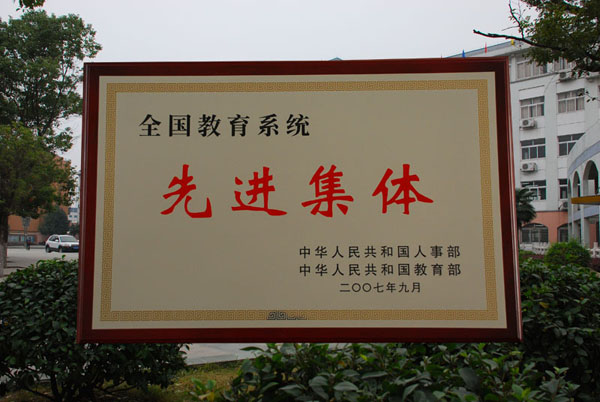 全国教育系统
先进集体
中华人民共和国人事部
中华人民共和国教育部
二〇〇七年九月